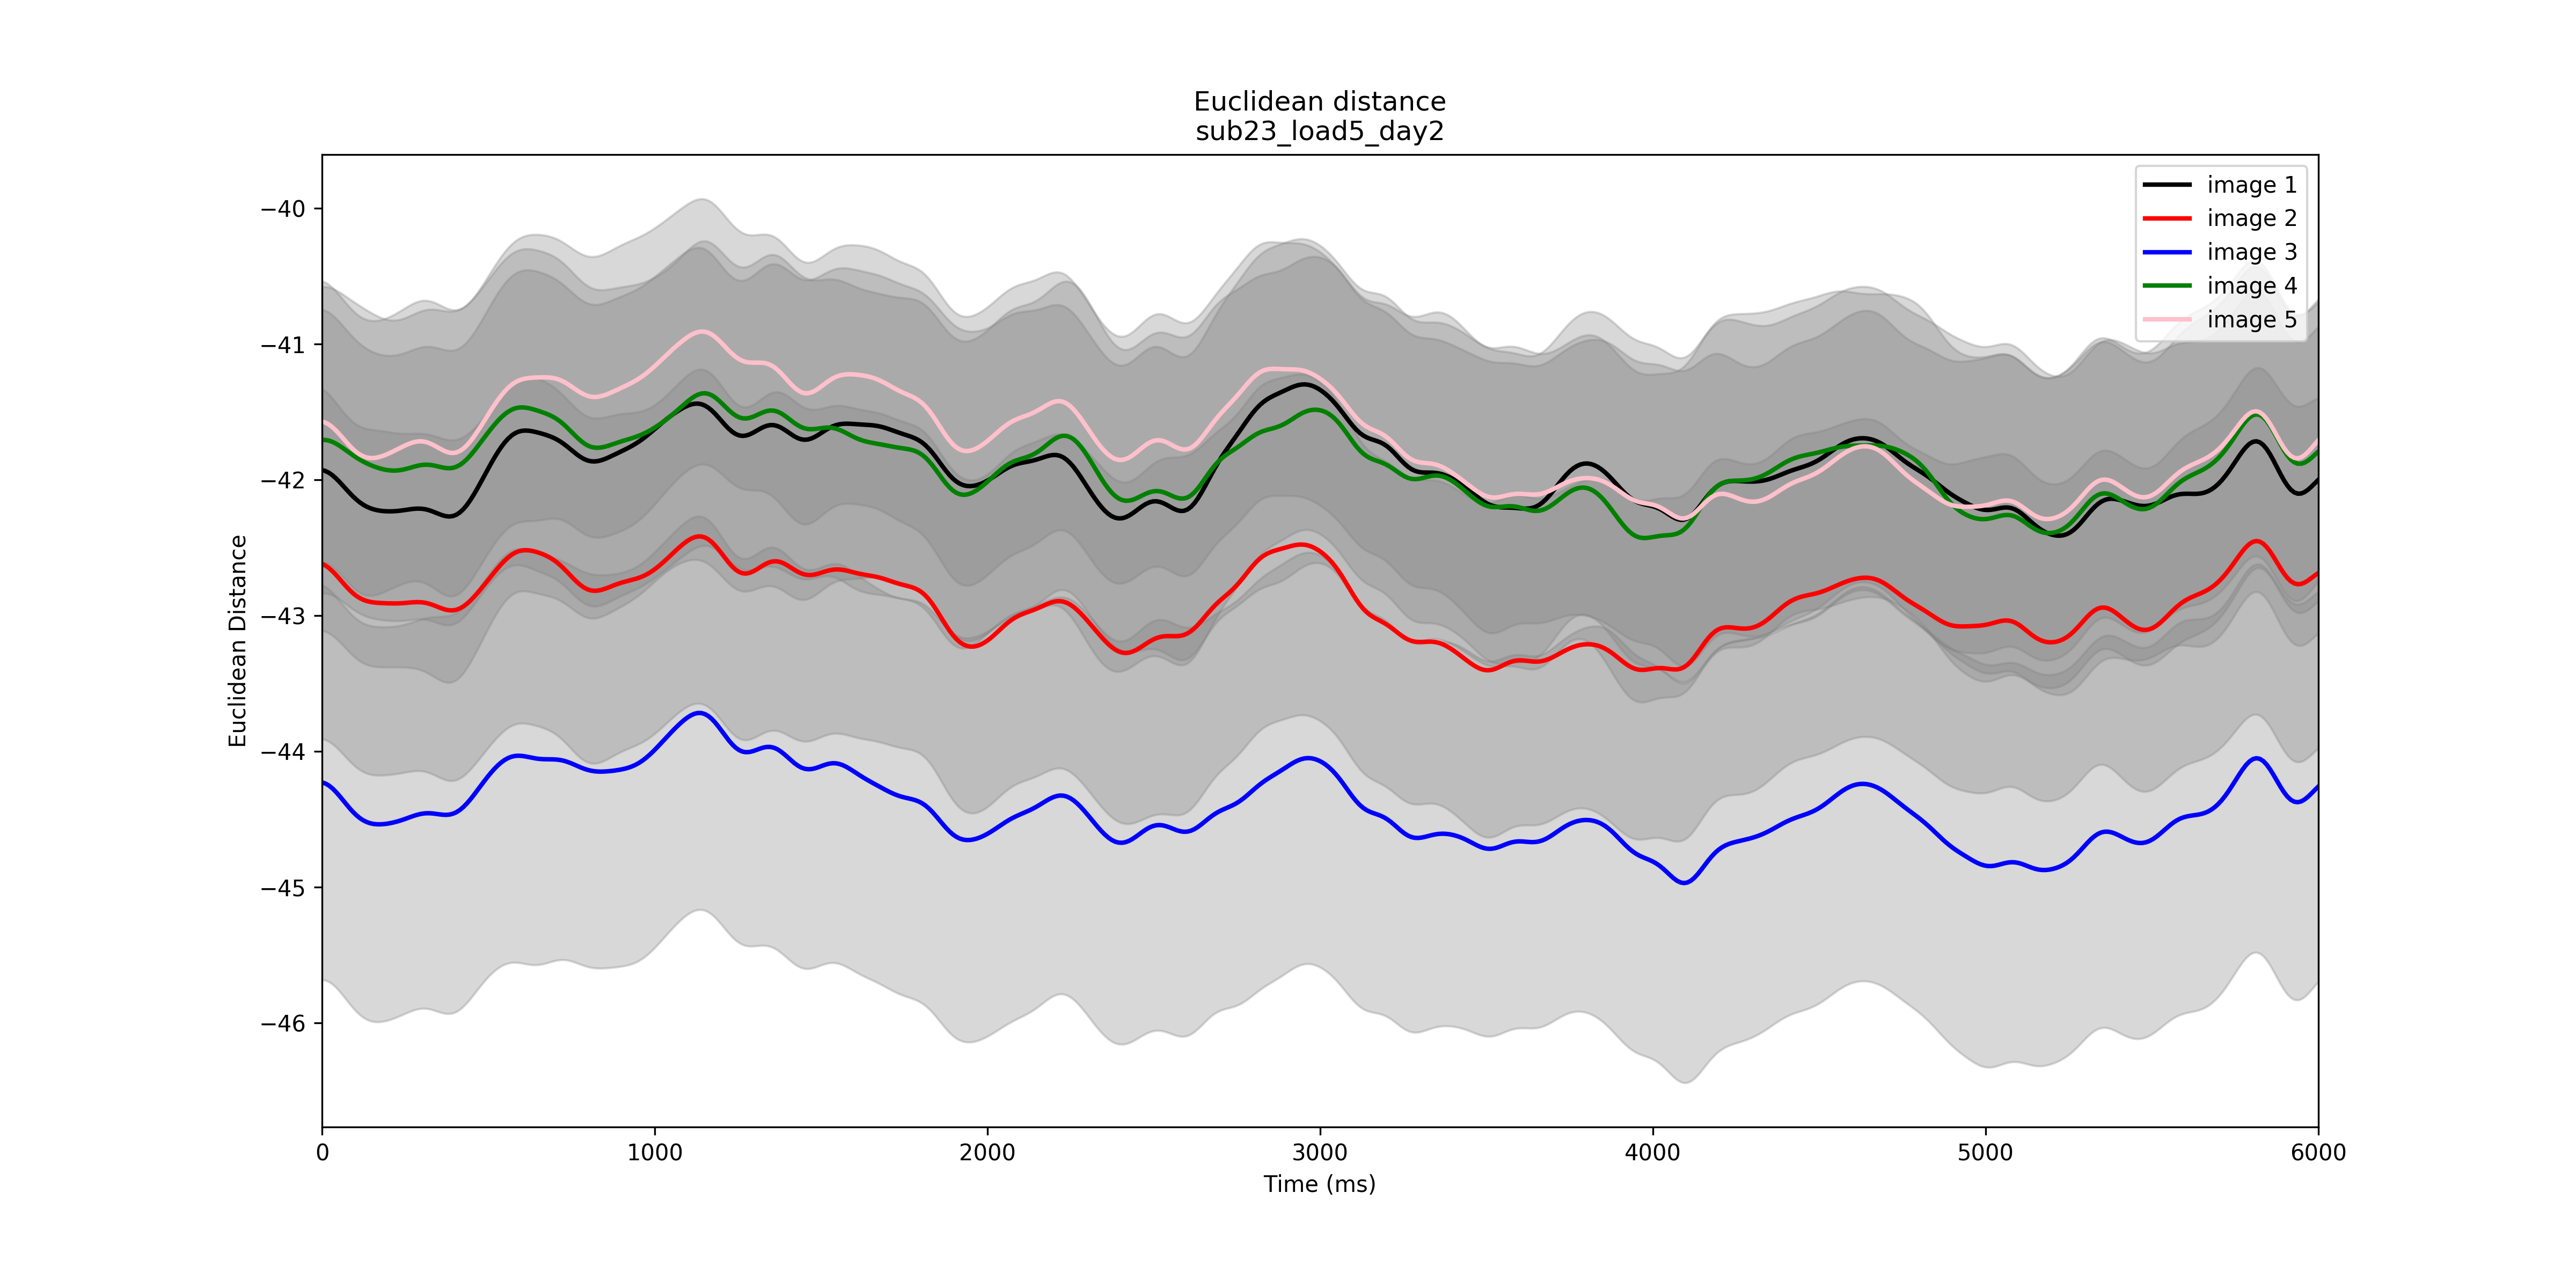 Euclidean distance
sub23_load5_day2
image 1
image 2
image 3
image 4
image 5
−40
−41
−42
−43
−44
−45
−46
Euclidean Distance
0 1000 2000 3000 4000 5000 6000
Time (ms)